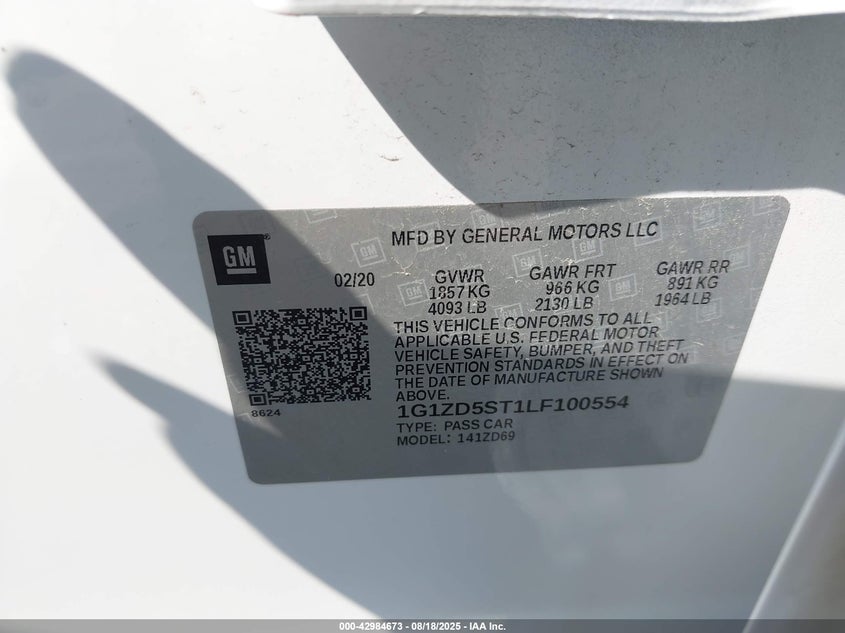 GM
MFD BY GENERAL MOTORS LLC
02/20
GVWR
1857 KG
4093 LB
GAWR FRT
966 KG
2130 LB
GAWR RR
891 KG
1964 LB
THIS VEHICLE CONFORMS TO ALL
APPLICABLE U.S. FEDERAL MOTOR
VEHICLE SAFETY, BUMPER, AND THEFT
PREVENTION STANDARDS IN EFFECT ON
THE DATE OF MANUFACTURE SHOWN
ABOVE.
8624
1G1ZD5ST1LF100554
TYPE: PASS CAR
MODEL: 141ZD69
000-42984673 - 08/18/2025 - IAA Inc.